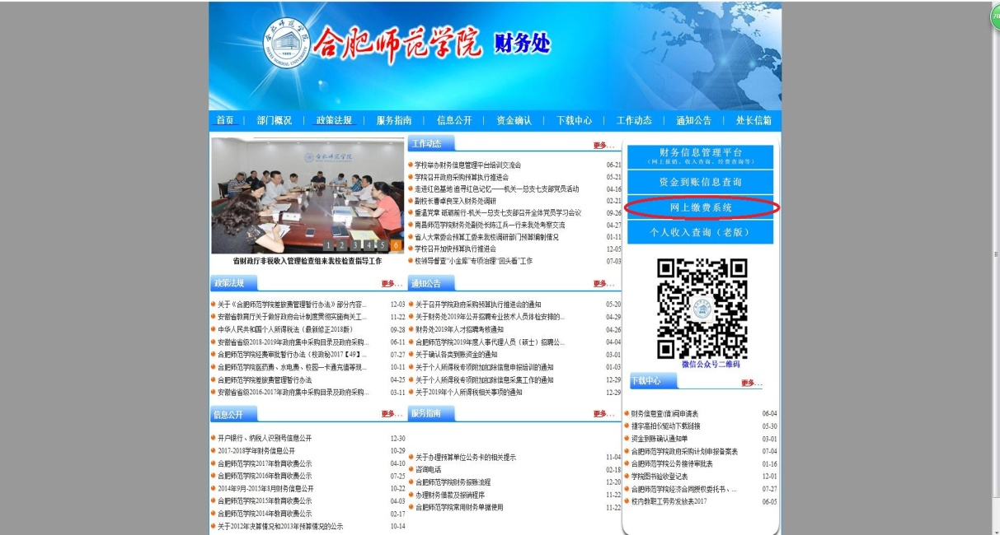 合肥师范学院 财务处
首页 | 部门概况 | 政策法规 | 服务指南 | 信息公开 | 资金确认 | 下载中心 | 工作动态 | 通知公告 | 处长信箱
1 2 3 4 5 6
省财政厅非税收入管理检查组来我校检查指导工作
工作动态 更多...
学校举办财务信息管理平台培训交流会 06-21
学院召开政府采购预算执行推进会 05-21
走进红色基地 追寻红色记忆——机关一总支七支部党员活动 04-16
副校长曹卓良深入财务处调研 02-21
重温党章 砥砺前行-机关一总支七支部召开全体党员学习会议 09-26
南昌师范学院财务处副处长陈江兵一行来我处考察交流 04-27
省人大常委会预算工委来我校调研部门预算编制情况 01-11
学校召开加快预算执行推进会 12-05
校领导督查"小金库"专项治理"回头看"工作 07-03
财务信息管理平台
（网上报销、收入查询、经费查询等）
资金到账信息查询
网上缴费系统
个人收入查询（老版）
微信公众号二维码
政策法规 更多...
关于《合肥师范学院差旅费管理暂行办法》部分内容... 12-03
安徽省教育厅关于做好政府会计制度贯彻实施有关工... 11-22
中华人民共和国个人所得税法（最新修正2018版） 09-28
安徽省省级2018-2019年政府集中采购目录及政府采购... 06-11
合肥师范学院经费审批暂行办法（校政秘2017【49】... 07-27
合肥师范学院医药费、水电费、校园一卡通充值等现... 10-11
合肥师范学院差旅费管理暂行办法 04-25
安徽省省级2016-2017年政府集中采购目录及政府采购... 03-11
通知公告 更多...
关于召开学院政府采购预算执行推进会的通知 05-20
关于财务处2019年公开招聘专业技术人员体检安排的... 04-29
财务处2019年人才招聘考核通知 04-26
合肥师范学院2019年度人事代理人员（硕士）招聘公... 04-04
关于确认各类到账资金的通知 03-01
关于个人所得税专项附加扣除信息申报培训的通知 01-03
关于个人所得税专项附加扣除信息采集工作的通知 12-29
关于2019年个人所得税相关事项的通知 12-29
下载中心 更多...
财务信息查(借)阅申请表 06-04
捷宇高拍仪驱动下载链接 05-30
资金到账确认通知单 03-01
合肥师范学院政府采购计划申报备案表 07-04
合肥师范学院公务接待审批表 01-16
学院图书验收登记表 12-01
合肥师范学院经济合同授权委托书、... 07-27
校内教职工劳务发放表2017 06-05
信息公开 更多...
开户银行、纳税人识别号信息公开 12-30
2017-2018学年财务信息公开 10-29
合肥师范学院2017年教育收费公示 04-10
合肥师范学院2016年教育收费公示 07-25
2014年9月-2015年8月财务信息公开 10-22
合肥师范学院2015年教育收费公示 04-03
合肥师范学院2014年教育收费公示 02-17
关于2012年决算情况和2013年预算情况的公示 10-14
服务指南 更多...
关于办理预算单位公务卡的相关提示 11-04
咨询电话 02-18
合肥师范学院财务报账流程 12-20
办理财务借款及报销程序 11-22
合肥师范学院常用财务单据使用 11-22